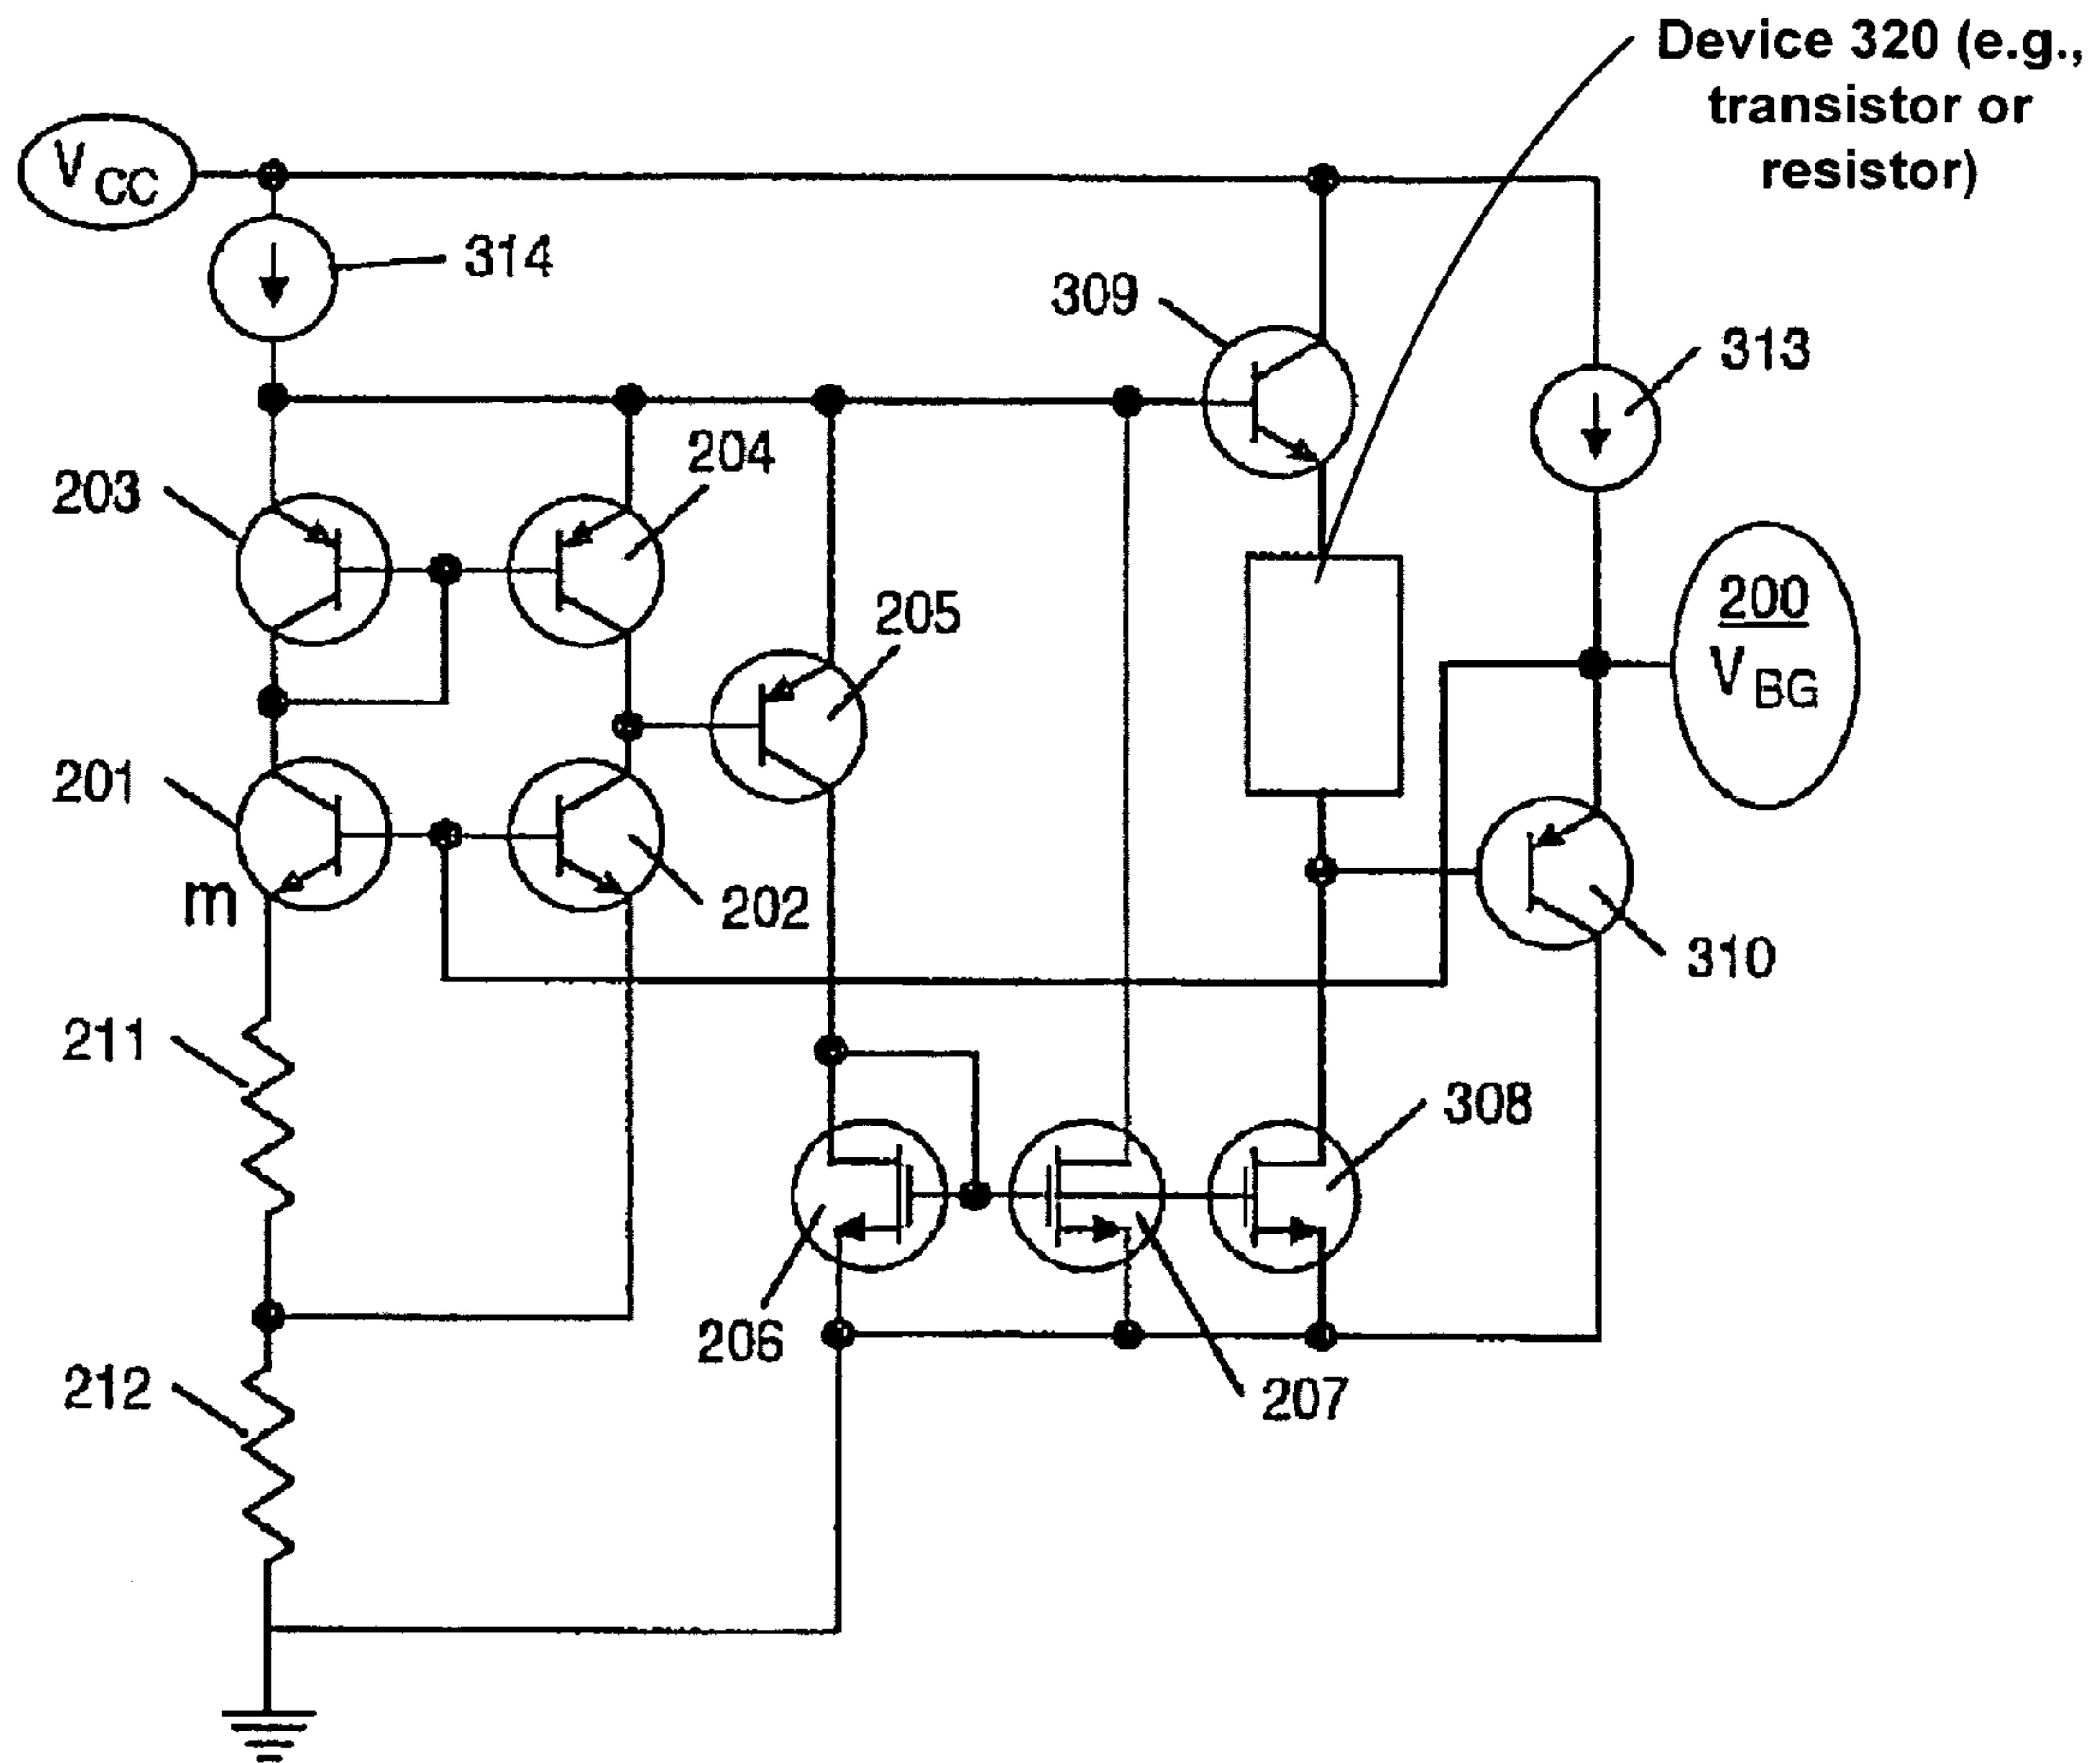 Device 320 (e.g.,
transistor or
resistor)
VCC
314
309
313
203
204
200
VBG
205
201
m
202
310
211
308
206
207
212